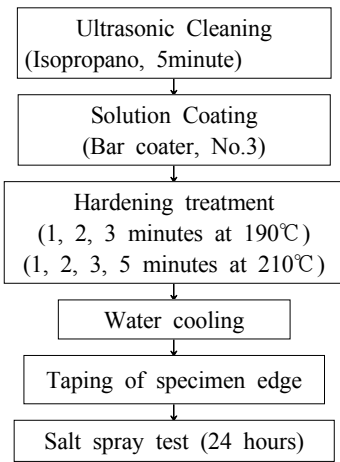 Ultrasonic Cleaning
(Isopropano, 5minute)
Solution Coating
(Bar coater, No.3)
Hardening treatment
(1, 2, 3 minutes at 190℃)
(1, 2, 3, 5 minutes at 210℃)
Water cooling
Taping of specimen edge
Salt spray test (24 hours)